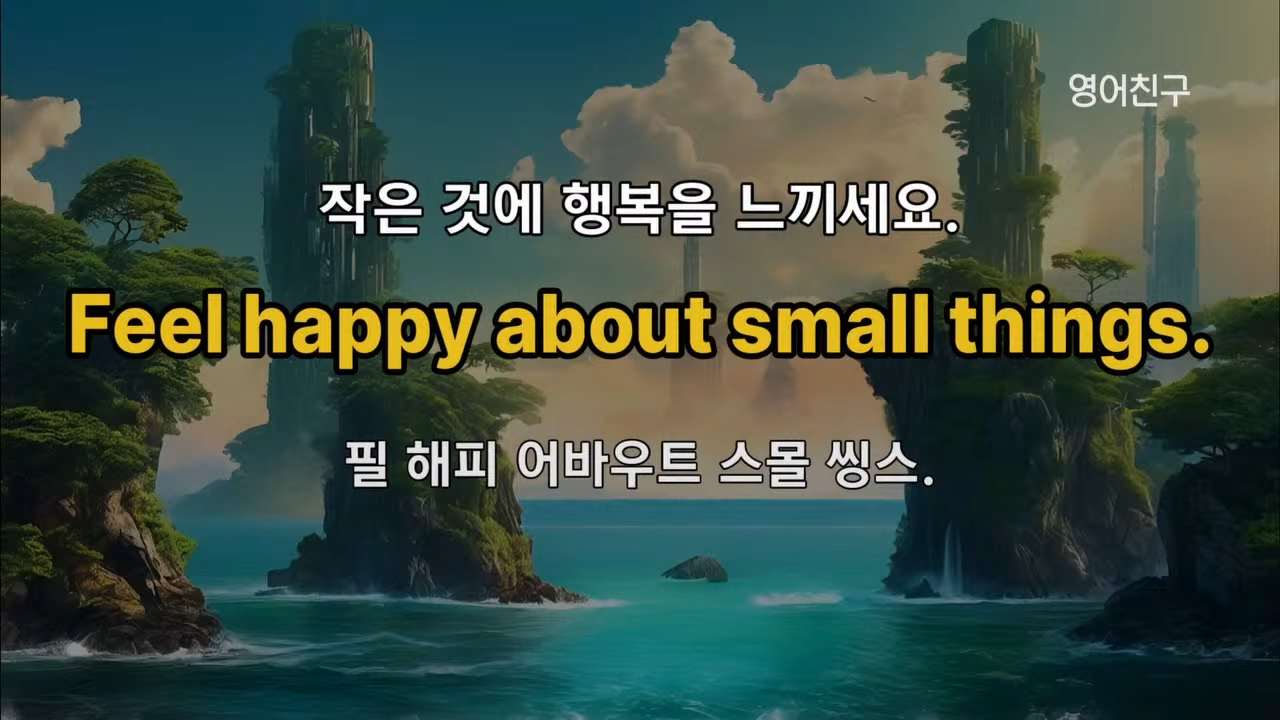 영어친구
작은 것에 행복을 느끼세요.
Feel happy about small things.
필 해피 어바우트 스몰 씽스.